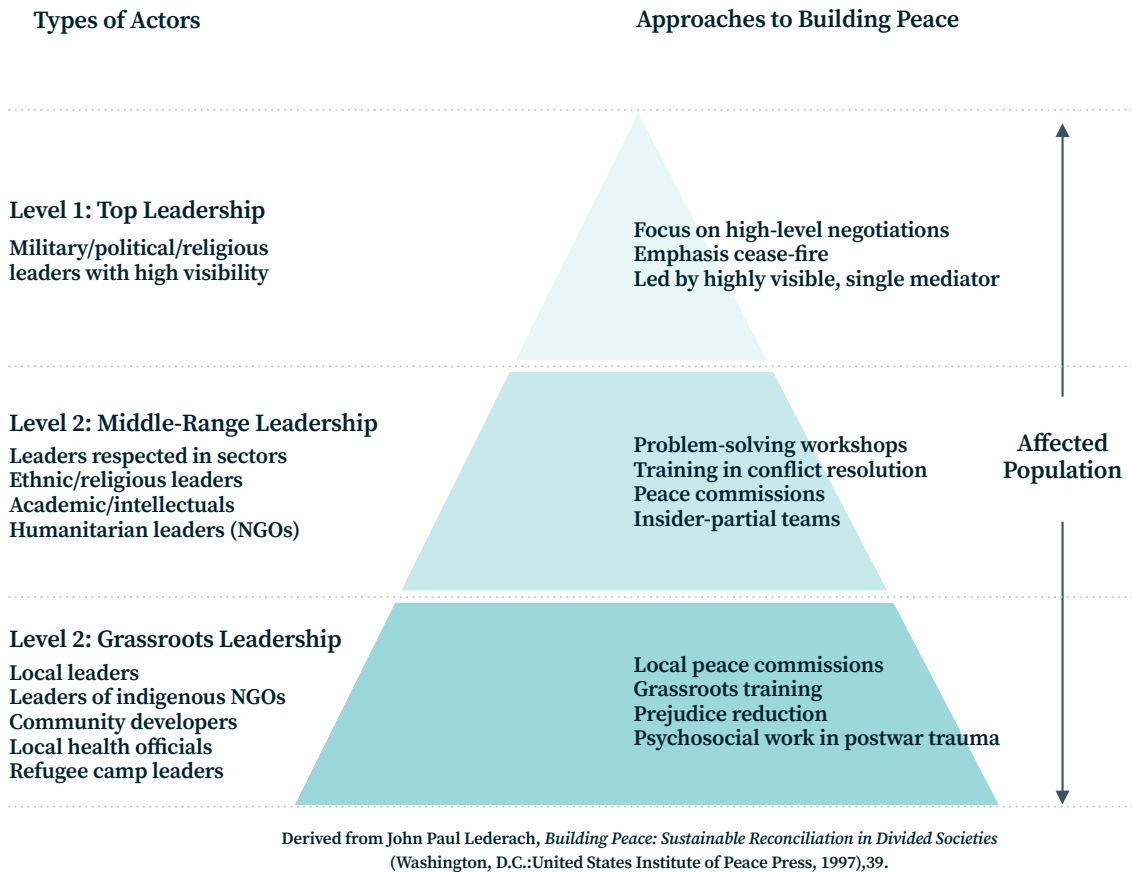 Types of Actors
Approaches to Building Peace
Level 1: Top Leadership
Military/political/religious
leaders with high visibility
Focus on high-level negotiations
Emphasis cease-fire
Led by highly visible, single mediator
Level 2: Middle-Range Leadership
Leaders respected in sectors
Ethnic/religious leaders
Academic/intellectuals
Humanitarian leaders (NGOs)
Problem-solving workshops
Training in conflict resolution
Peace commissions
Insider-partial teams
Affected
Population
Level 2: Grassroots Leadership
Local leaders
Leaders of indigenous NGOs
Community developers
Local health officials
Refugee camp leaders
Local peace commissions
Grassroots training
Prejudice reduction
Psychosocial work in postwar trauma
Derived from John Paul Lederach, Building Peace: Sustainable Reconciliation in Divided Societies
(Washington, D.C.:United States Institute of Peace Press, 1997),39.